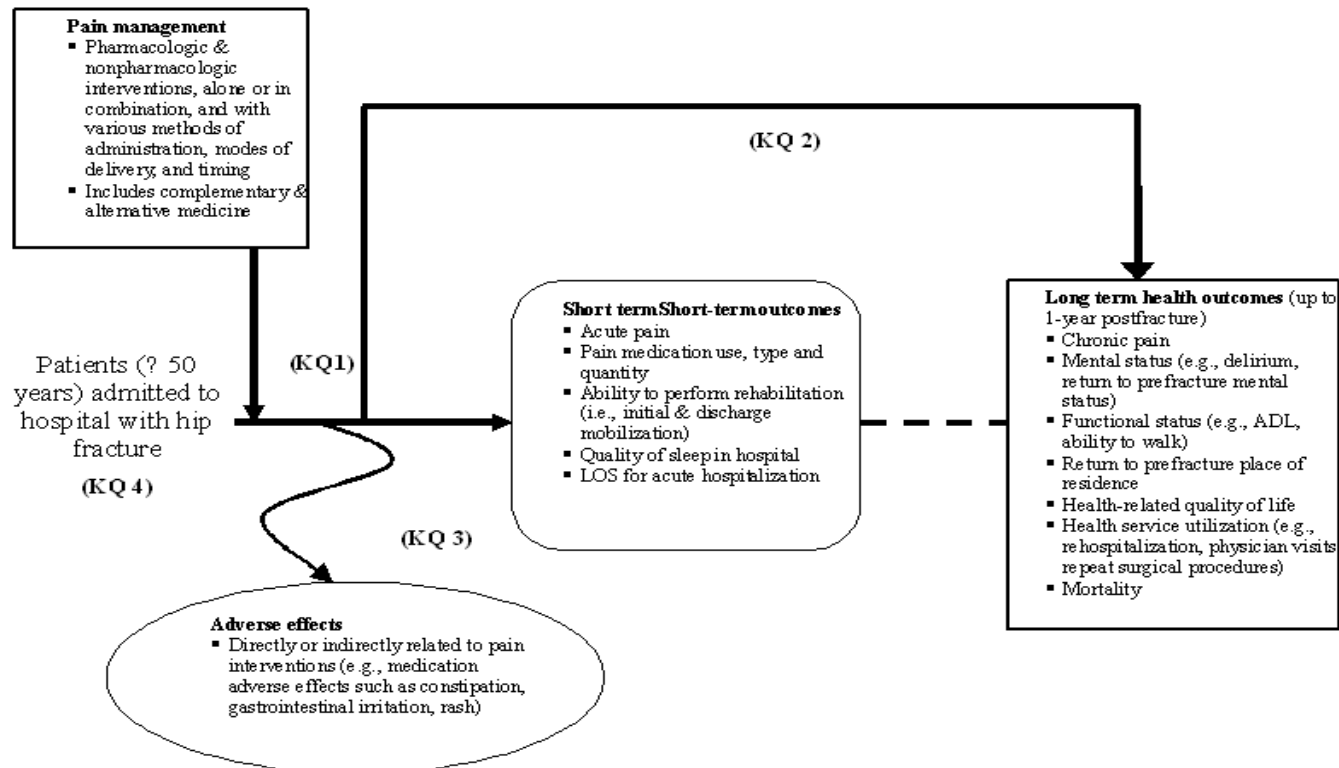 Pain management
▪ Pharmacologic &
nonpharmacologic
interventions, alone or in
combination, and with
various methods of
administration, modes of
delivery, and timing
▪ Includes complementary &
alternative medicine
(KQ 2)
(KQ1)
Patients (? 50
years) admitted to
hospital with hip
fracture
(KQ 4)
Short termShort-termoutcomes
▪ Acute pain
▪ Pain medication use, type and
quantity
▪ Ability to perform rehabilitation
(i.e., initial & discharge
mobilization)
▪ Quality of sleep in hospital
▪ LOS for acute hospitalization
Long term health outcomes (up to
1-year postfracture)
▪ Chronic pain
▪ Mental status (e.g., delirium,
return to prefracture mental
status)
▪ Functional status (e.g., ADL,
ability to walk)
▪ Return to prefracture place of
residence
▪ Health-related quality of life
▪ Health service utilization (e.g.,
rehospitalization, physician visits
repeat surgical procedures)
▪ Mortality
(KQ 3)
Adverse effects
▪ Directly or indirectly related to pain
interventions (e.g., medication
adverse effects such as constipation,
gastrointestinal irritation, rash)